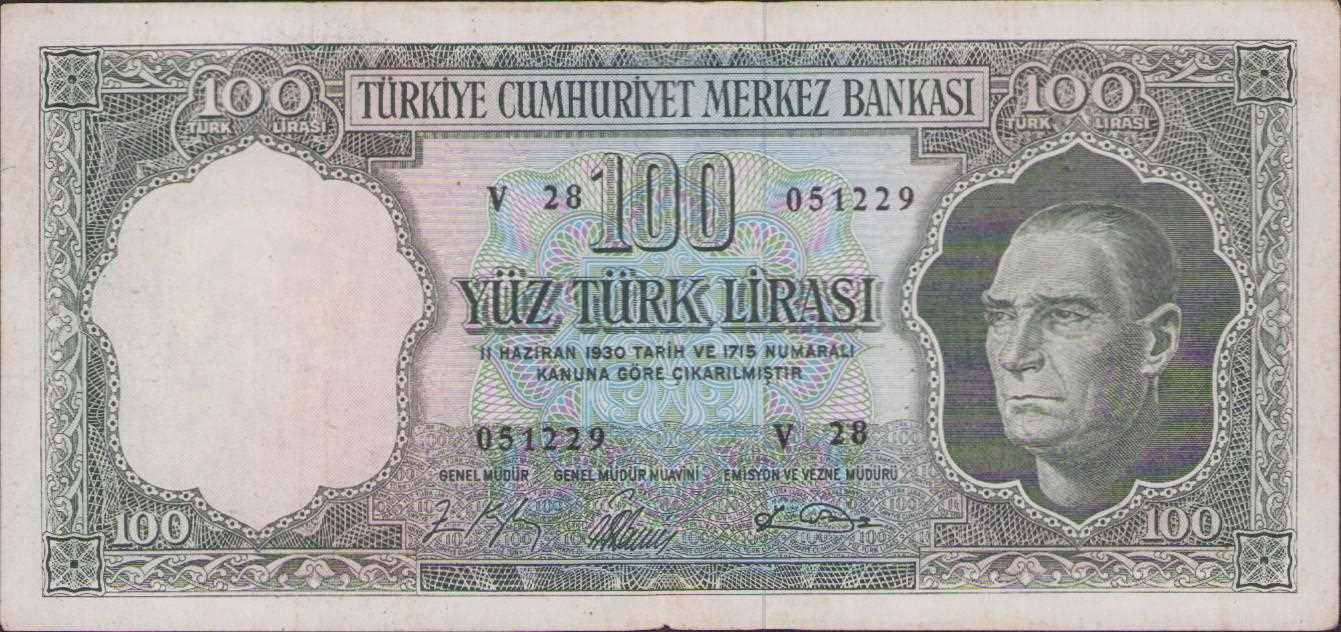 100 TÜRK LİRASI
TÜRKİYE CUMHURİYET MERKEZ BANKASI
100 TÜRK LİRASI
V 28 100 051229
YÜZ TÜRK LİRASI
11 HAZİRAN 1930 TARİH VE 1715 NUMARALI
KANUNA GÖRE ÇIKARILMIŞTIR
051229 V 28
GENEL MÜDÜR GENEL MÜDÜR MUAVİNİ EMİSYON VE VEZNE MÜDÜRÜ
100 100